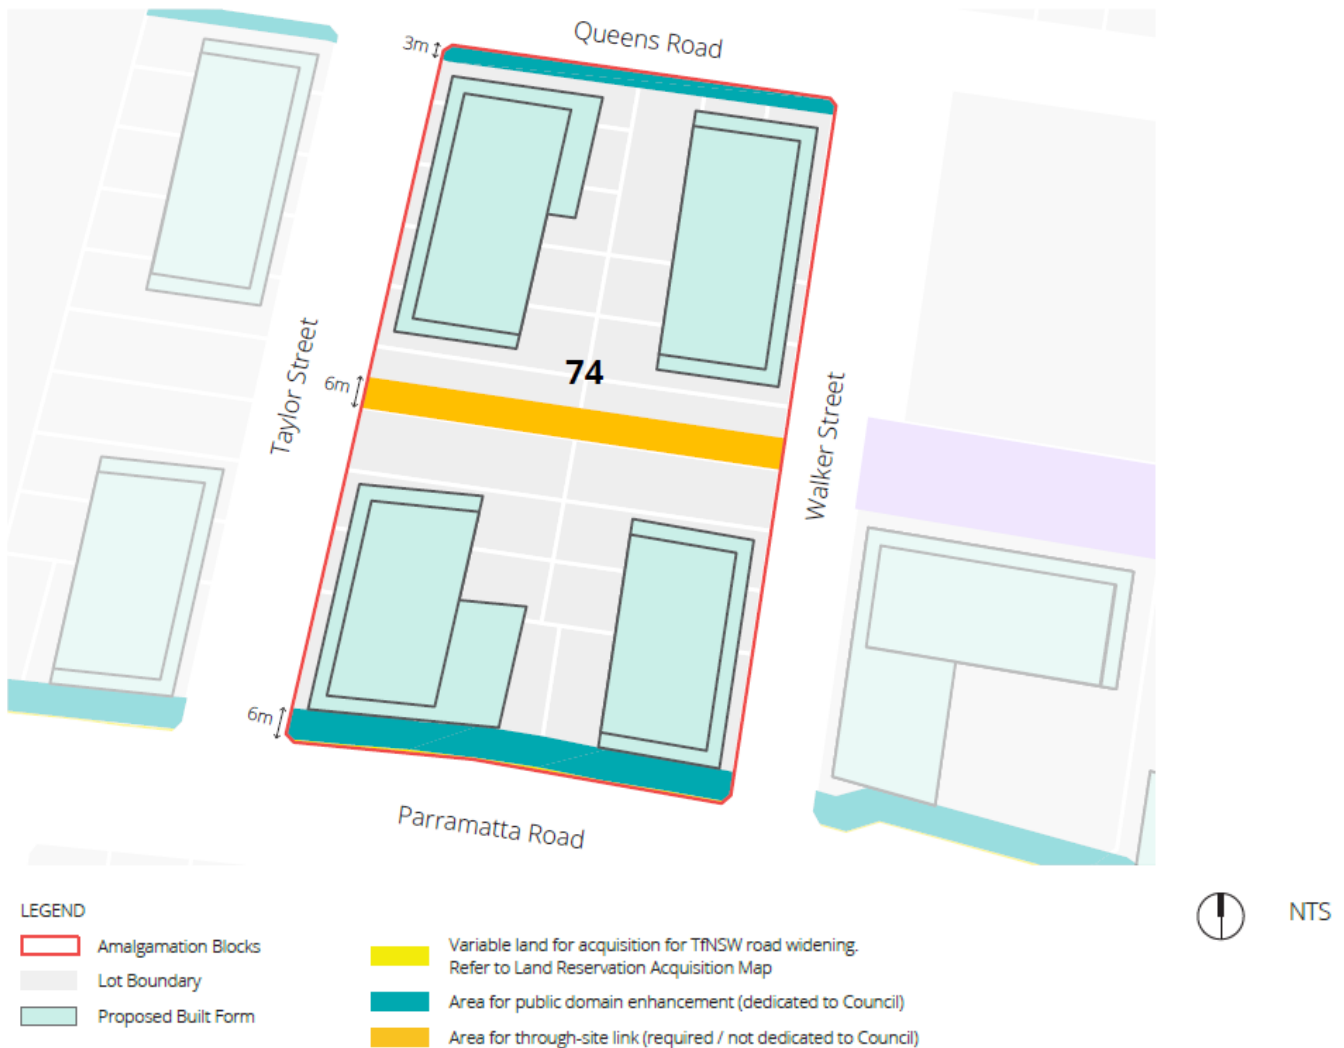 Queens Road
3m
74
6m
Taylor Street
Walker Street
6m
Parramatta Road
LEGEND
Amalgamation Blocks
Lot Boundary
Proposed Built Form
Variable land for acquisition for TfNSW road widening.
Refer to Land Reservation Acquisition Map
Area for public domain enhancement (dedicated to Council)
Area for through-site link (required / not dedicated to Council)
NTS